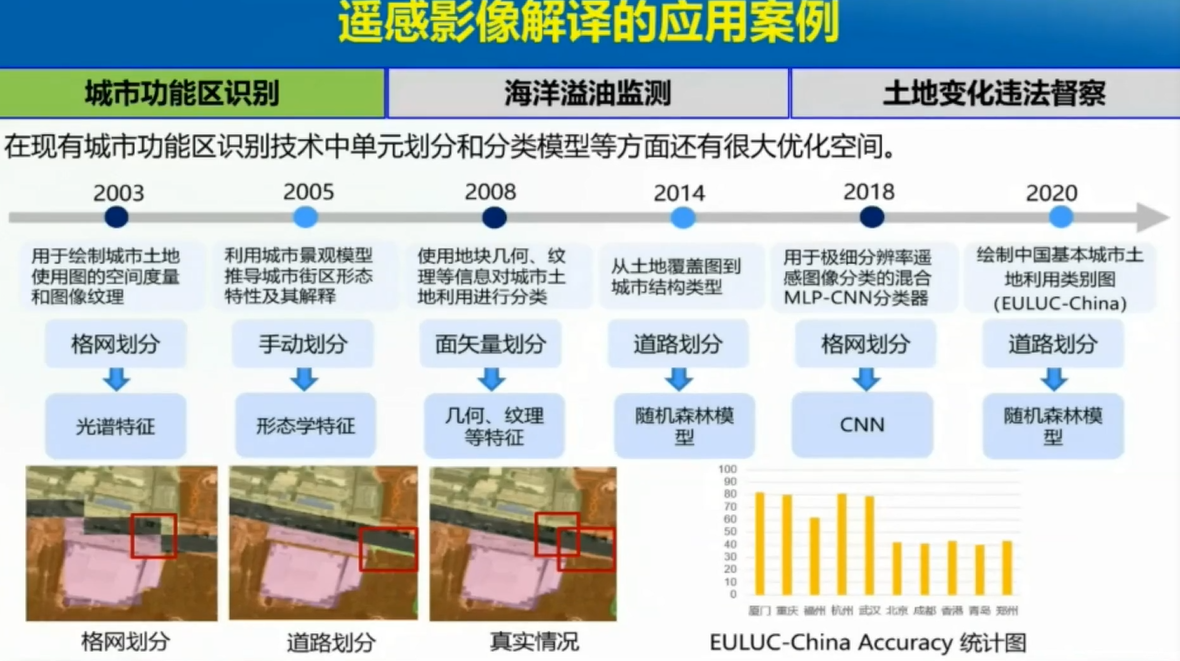 遥感影像解译的应用案例
城市功能区识别
海洋溢油监测
土地变化违法督察
在现有城市功能区识别技术中单元划分和分类模型等方面还有很大优化空间。
2003
2005
2008
2014
2018
2020
用于绘制城市土地
使用图的空间度量
和图像纹理
利用城市景观模型
推导城市街区形态
特性及其解释
使用地块几何、纹
理等信息对城市土
地利用进行分类
从土地覆盖图到
城市结构类型
用于极细分辨率遥
感图像分类的混合
MLP-CNN分类器
绘制中国基本城市土
地利用类别图
(EULUC-China)
格网划分
手动划分
面矢量划分
道路划分
格网划分
道路划分
光谱特征
形态学特征
几何、纹理
等特征
随机森林模
型
CNN
随机森林模
型
格网划分
道路划分
真实情况
100
90
80
70
60
50
40
30
20
10
0
厦门 重庆 福州 杭州 武汉 北京 成都 香港 青岛 郑州
EULUC-China Accuracy 统计图